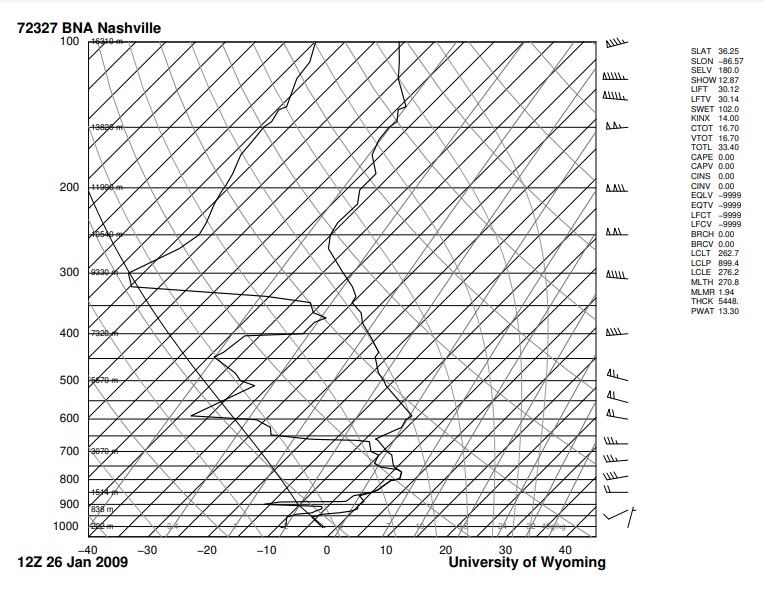 72327 BNA Nashville
100
16310 m
13820 m
200
11990 m
10540 m
300
9330 m
400
7320 m
500
5670 m
600
700
3070 m
800
1514 m
900
838 m
1000
−40 −30 −20 −10 0 10 20 30 40
12Z 26 Jan 2009 University of Wyoming
SLAT 36.25
SLON −86.57
SELV 180.0
SHOW 12.87
LIFT 30.12
LFTV 30.14
SWET 102.0
KINX 14.00
CTOT 16.70
VTOT 16.70
TOTL 33.40
CAPE 0.00
CAPV 0.00
CINS 0.00
CINV 0.00
EQLV −9999
EQTV −9999
LFCT −9999
LFCV −9999
BRCH 0.00
BRCV 0.00
LCLT 262.7
LCLP 899.4
LCLE 276.2
MLTH 270.8
MLMR 1.94
THCK 5448.
PWAT 13.30